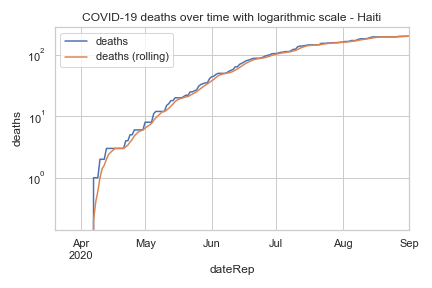 COVID-19 deaths over time with logarithmic scale - Haiti
deaths
deaths (rolling)
10²
10¹
10⁰
deaths
Apr
2020
May
Jun
Jul
Aug
Sep
dateRep